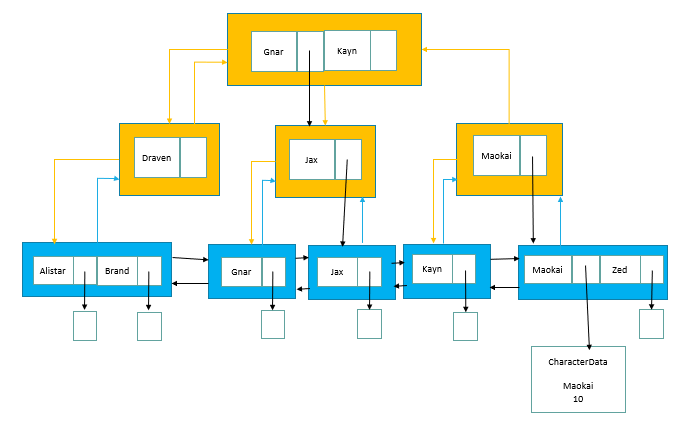 Gnar
Kayn
Draven
Jax
Maokai
Alistar
Brand
Gnar
Jax
Kayn
Maokai
Zed
CharacterData
Maokai
10